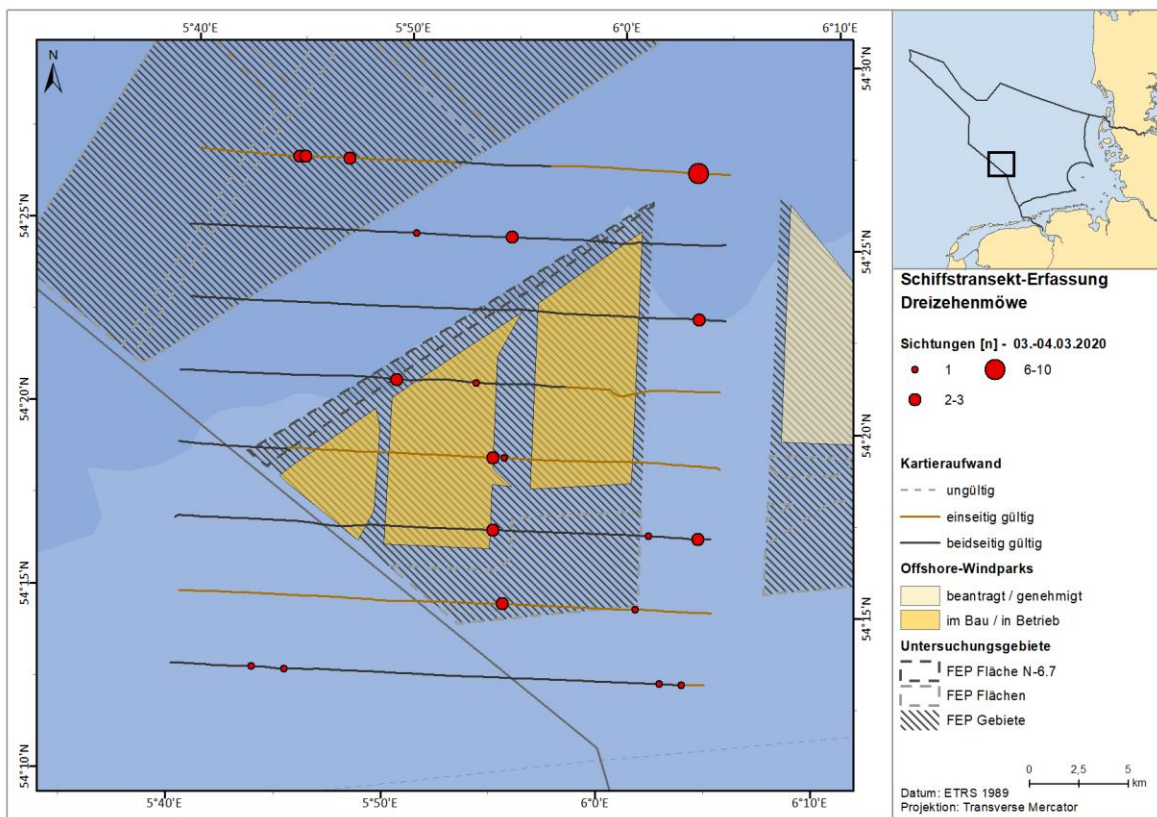 5°40'E
5°50'E
6°0'E
6°10'E
N
54°30'N
54°25'N
54°25'N
54°20'N
54°20'N
54°15'N
54°15'N
54°10'N
5°40'E
5°50'E
6°0'E
6°10'E
Schiffstransekt-Erfassung
Dreizehenmöwe
Sichtungen [n] - 03.-04.03.2020
1
6-10
2-3
Kartieraufwand
ungültig
einseitig gültig
beidseitig gültig
Offshore-Windparks
beantragt / genehmigt
im Bau / in Betrieb
Untersuchungsgebiete
FEP Fläche N-6.7
FEP Flächen
FEP Gebiete
0
2,5
5
km
Datum: ETRS 1989
Projektion: Transverse Mercator